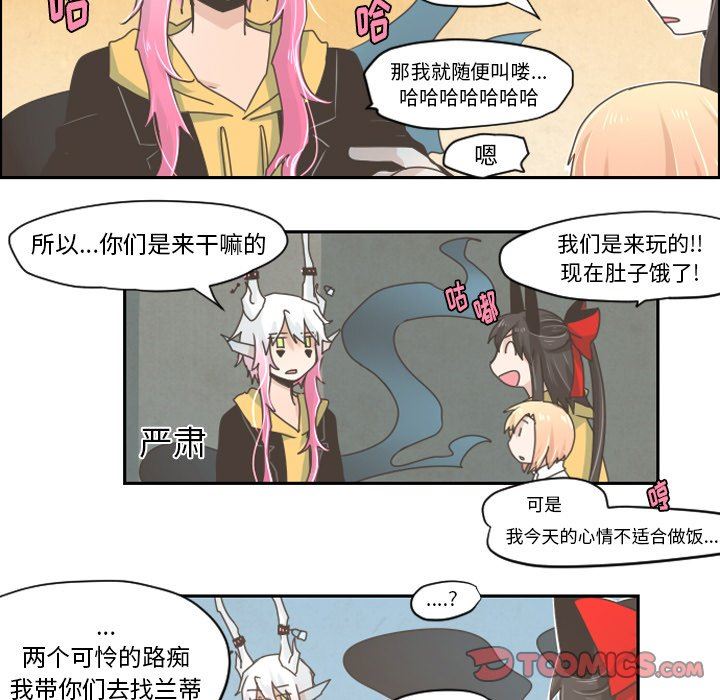 哈
哈
那我就随便叫喽...
哈哈哈哈哈哈哈
嗯
所以...你们是来干嘛的
我们是来玩的!!
现在肚子饿了!
咕
嘟
严肃
哼
可是
我今天的心情不适合做饭...
....?
...
两个可怜的路痴
我带你们去找兰蒂
TOOMICS
TOOMICS.COM